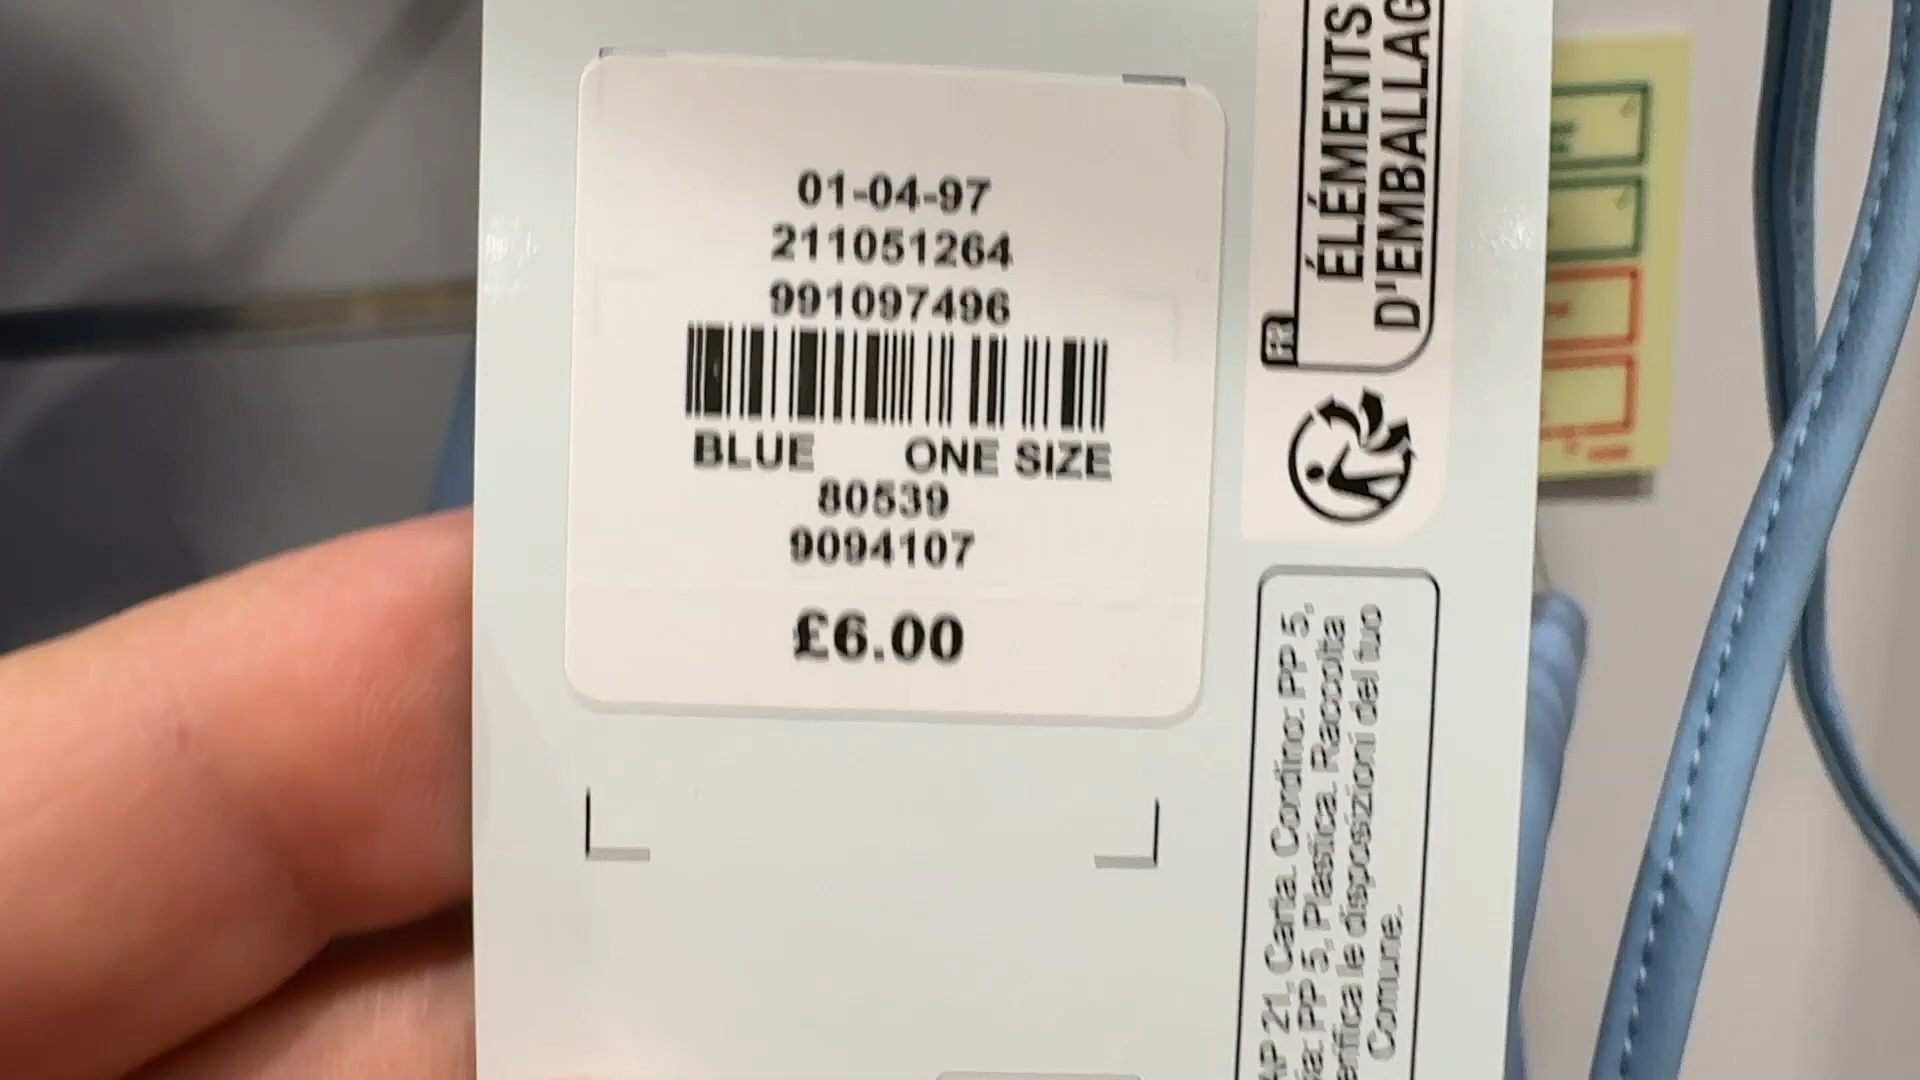 01-04-97
211051264
991097496
BLUE ONE SIZE
80539
9094107
£6.00
FR
ÉLÉMENTS
D'EMBALLAG
AP 21, Carta. Cordino: PP 5,
PP 5, Plastica. Raccolta
le disposizioni del tuo
Comune.